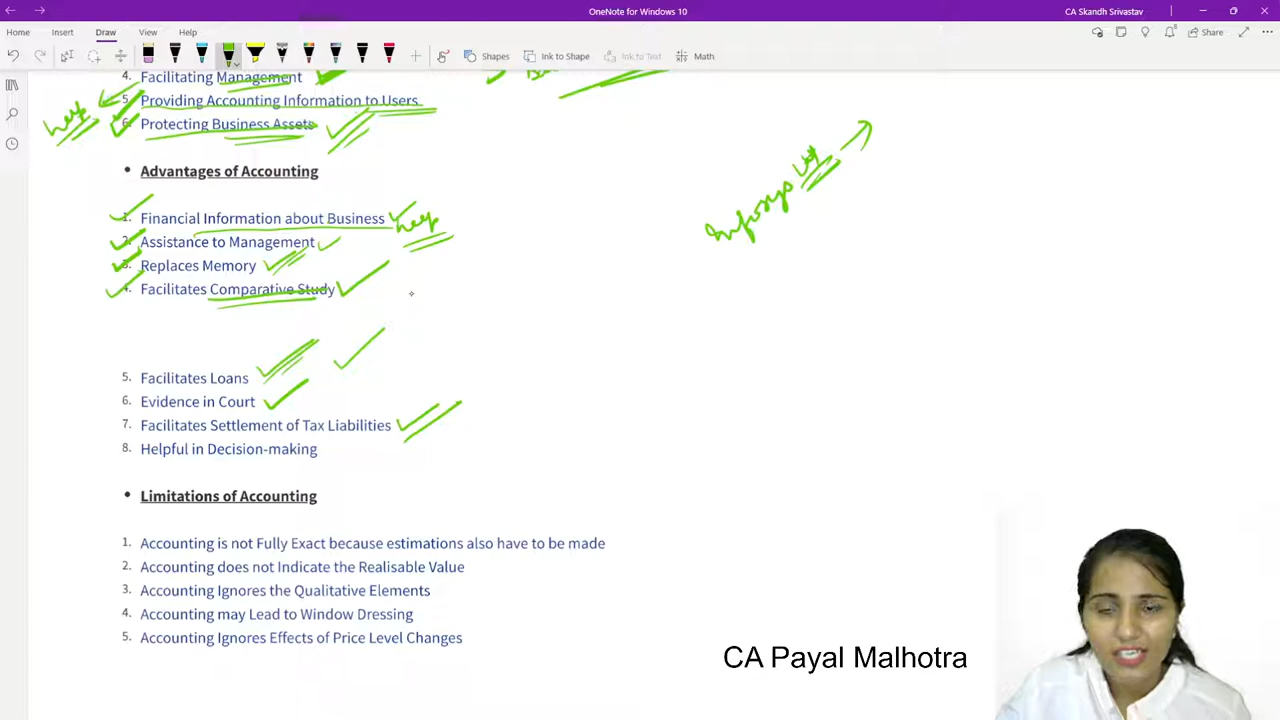 OneNote for Windows 10
CA Skandh Srivastav
Home Insert Draw View Help
Share
Shapes Ink to Shape Ink to Text Math
4. Facilitating Management
5. Providing Accounting Information to Users
help
6. Protecting Business Assets
• Advantages of Accounting
1. Financial Information about Business
help
2. Assistance to Management
3. Replaces Memory
4. Facilitates Comparative Study
Infosys
5. Facilitates Loans
6. Evidence in Court
7. Facilitates Settlement of Tax Liabilities
8. Helpful in Decision-making
• Limitations of Accounting
1. Accounting is not Fully Exact because estimations also have to be made
2. Accounting does not Indicate the Realisable Value
3. Accounting Ignores the Qualitative Elements
4. Accounting may Lead to Window Dressing
5. Accounting Ignores Effects of Price Level Changes
CA Payal Malhotra